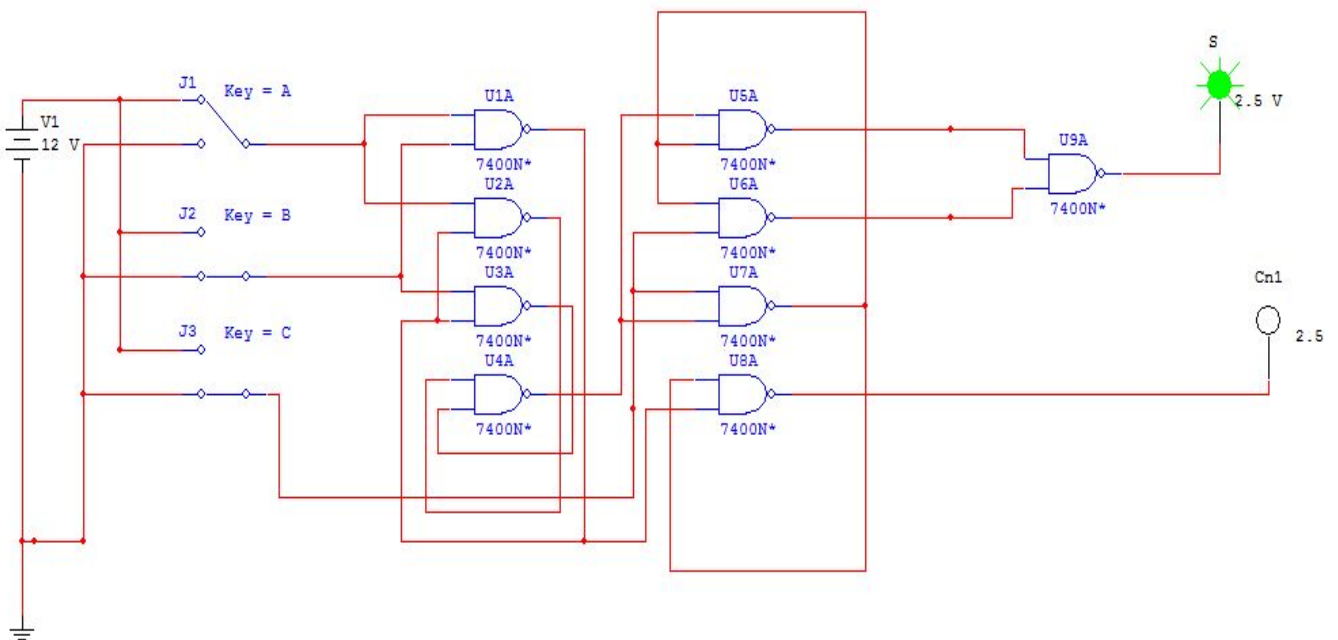 S
J1 Key = A
U1A
U5A
2.5 V
V1
12 V
U9A
7400N*
7400N*
U2A
U6A
7400N*
J2 Key = B
7400N*
7400N*
U3A
U7A
Cn1
J3 Key = C
2.5
7400N*
7400N*
U4A
U8A
7400N*
7400N*